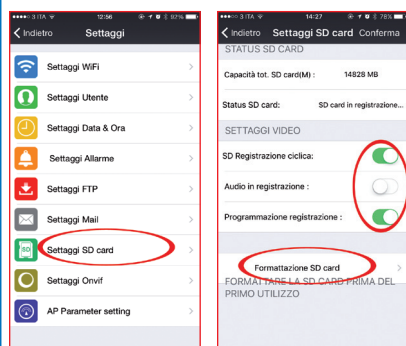 3 ITA 12:56 92%
Indietro Settaggi
Settaggi WiFi
Settaggi Utente
Settaggi Data & Ora
Settaggi Allarme
Settaggi FTP
Settaggi Mail
SD Settaggi SD card
Settaggi Onvif
AP Parameter setting
3 ITA 14:27 78%
Indietro Settaggi SD card Conferma
STATUS SD CARD
Capacità tot. SD card(M) : 14828 MB
Status SD card: SD card in registrazione...
SETTAGGI VIDEO
SD Registrazione ciclica:
Audio in registrazione :
Programmazione registrazione :
Formattazione SD card
FORMATTARE LA SD CARD PRIMA DEL
PRIMO UTILIZZO